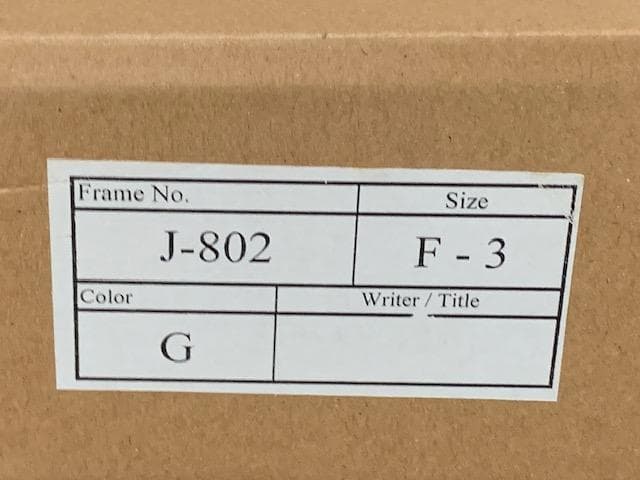 Frame No. Size
J-802 F - 3
Color Writer / Title
G